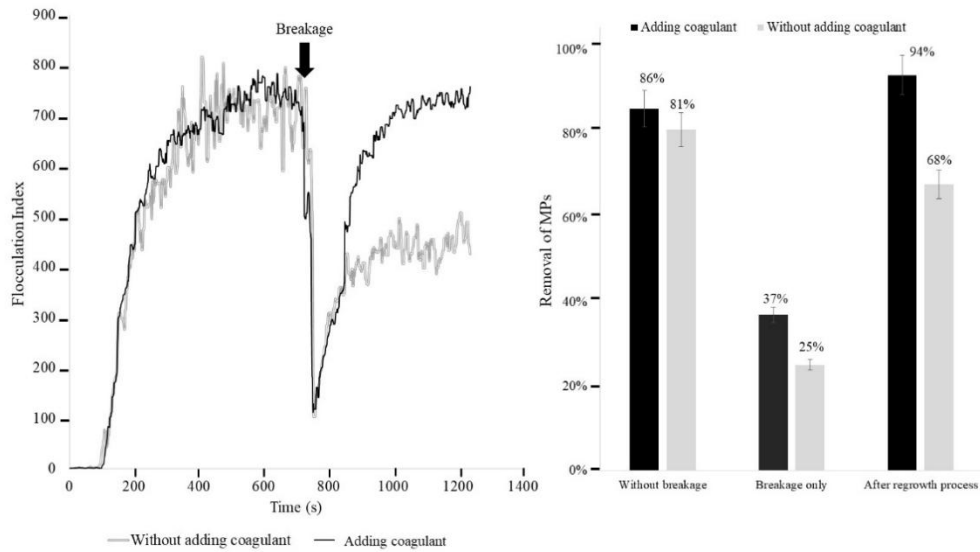 900
800
700
600
500
400
300
200
100
0
Flocculation Index
Breakage
0 200 400 600 800 1000 1200 1400
Time (s)
Without adding coagulant Adding coagulant
Adding coagulant Without adding coagulant
100%
80%
60%
40%
20%
0%
Removal of MPs
86%
81%
37%
25%
94%
68%
Without breakage Breakage only After regrowth process